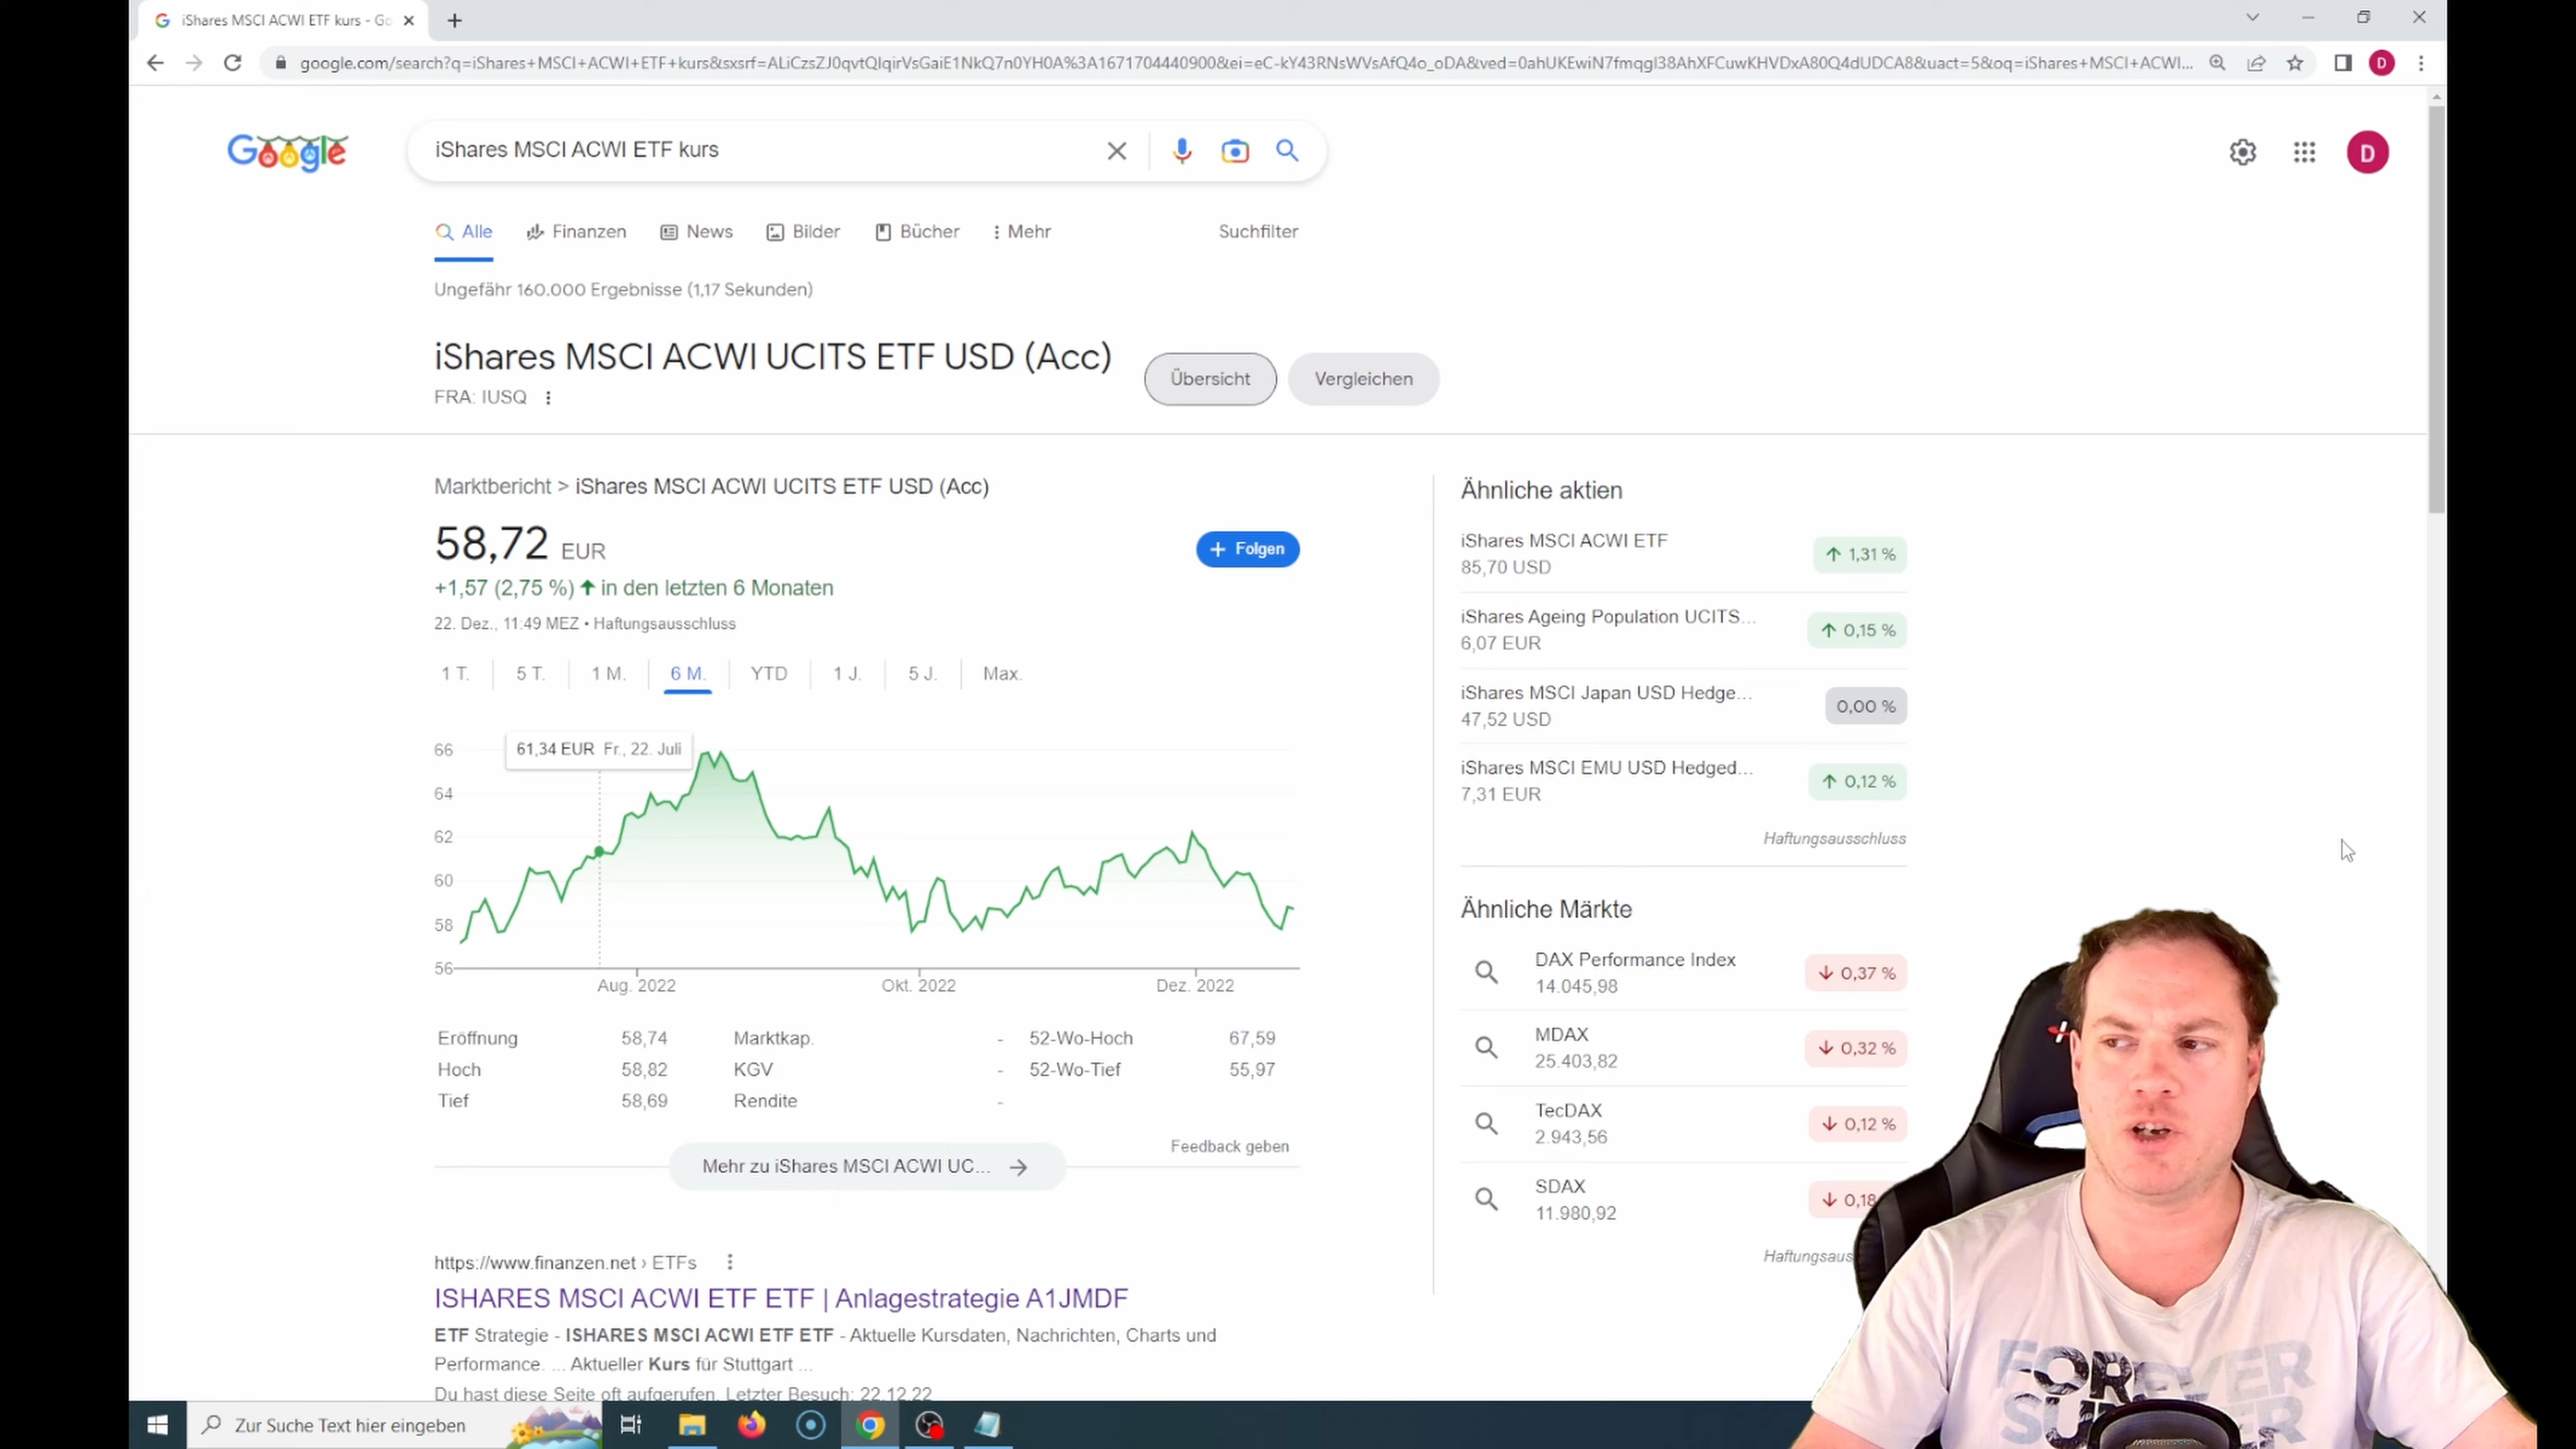 iShares MSCI ACWI ETF kurs - Go
google.com/search?q=iShares+MSCI+ACWI+ETF+kurs&sxsrf=ALiCzsZJ0qvtQIqirVsGaiE1NkQ7n0YH0A%3A1671704440900&ei=eC-kY43RNsWVsAfQ4o_oDA&ved=0ahUKEwiN7fmqgI38AhXFCuwKHVDxA80Q4dUDCA8&uact=5&oq=iShares+MSCI+ACWI...
D
Google
iShares MSCI ACWI ETF kurs
D
Alle Finanzen News Bilder Bücher Mehr Suchfilter
Ungefähr 160.000 Ergebnisse (1,17 Sekunden)
iShares MSCI ACWI UCITS ETF USD (Acc)
Übersicht Vergleichen
FRA: IUSQ
Marktbericht > iShares MSCI ACWI UCITS ETF USD (Acc)
58,72 EUR
+ Folgen
+1,57 (2,75 %) in den letzten 6 Monaten
22. Dez., 11:49 MEZ • Haftungsausschluss
1 T. 5 T. 1 M. 6 M. YTD 1 J. 5 J. Max.
61,34 EUR Fr., 22. Juli
66
64
62
60
58
56
Aug. 2022 Okt. 2022 Dez. 2022
Eröffnung 58,74 Marktkap. - 52-Wo-Hoch 67,59
Hoch 58,82 KGV - 52-Wo-Tief 55,97
Tief 58,69 Rendite -
Feedback geben
Mehr zu iShares MSCI ACWI UC...
https://www.finanzen.net › ETFs
ISHARES MSCI ACWI ETF ETF | Anlagestrategie A1JMDF
ETF Strategie - ISHARES MSCI ACWI ETF ETF - Aktuelle Kursdaten, Nachrichten, Charts und
Performance. ... Aktueller Kurs für Stuttgart ...
Du hast diese Seite oft aufgerufen. Letzter Besuch: 22.12.22
Ähnliche aktien
iShares MSCI ACWI ETF
85,70 USD
1,31 %
iShares Ageing Population UCITS...
6,07 EUR
0,15 %
iShares MSCI Japan USD Hedge...
47,52 USD
0,00 %
iShares MSCI EMU USD Hedged...
7,31 EUR
0,12 %
Haftungsausschluss
Ähnliche Märkte
DAX Performance Index
14.045,98
0,37 %
MDAX
25.403,82
0,32 %
TecDAX
2.943,56
0,12 %
SDAX
11.980,92
0,18
Haftungsaus
FOREVER
Zur Suche Text hier eingeben